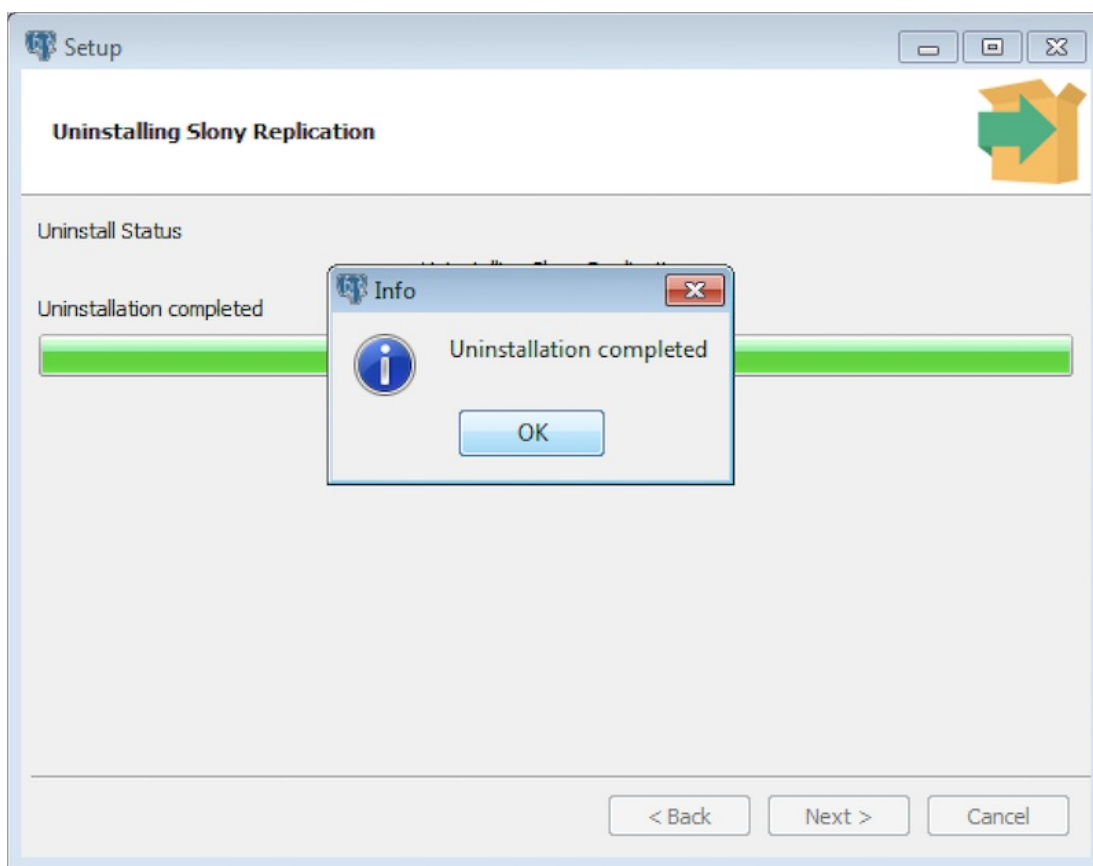 Setup
Uninstalling Slony Replication
Uninstall Status
Uninstallation completed
Info
Uninstallation completed
OK
< Back
Next >
Cancel